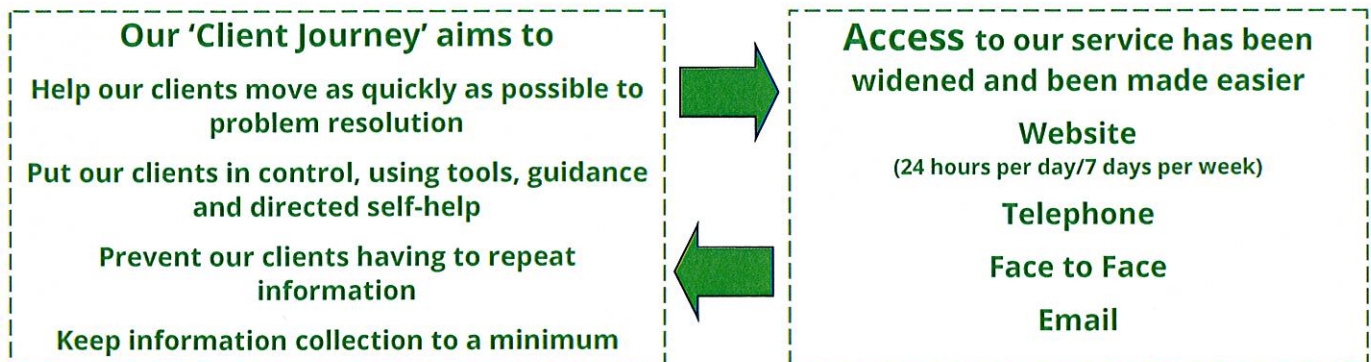 Our 'Client Journey' aims to
Help our clients move as quickly as possible to
problem resolution
Put our clients in control, using tools, guidance
and directed self-help
Prevent our clients having to repeat
information
Keep information collection to a minimum
Access to our service has been
widened and been made easier
Website
(24 hours per day/7 days per week)
Telephone
Face to Face
Email